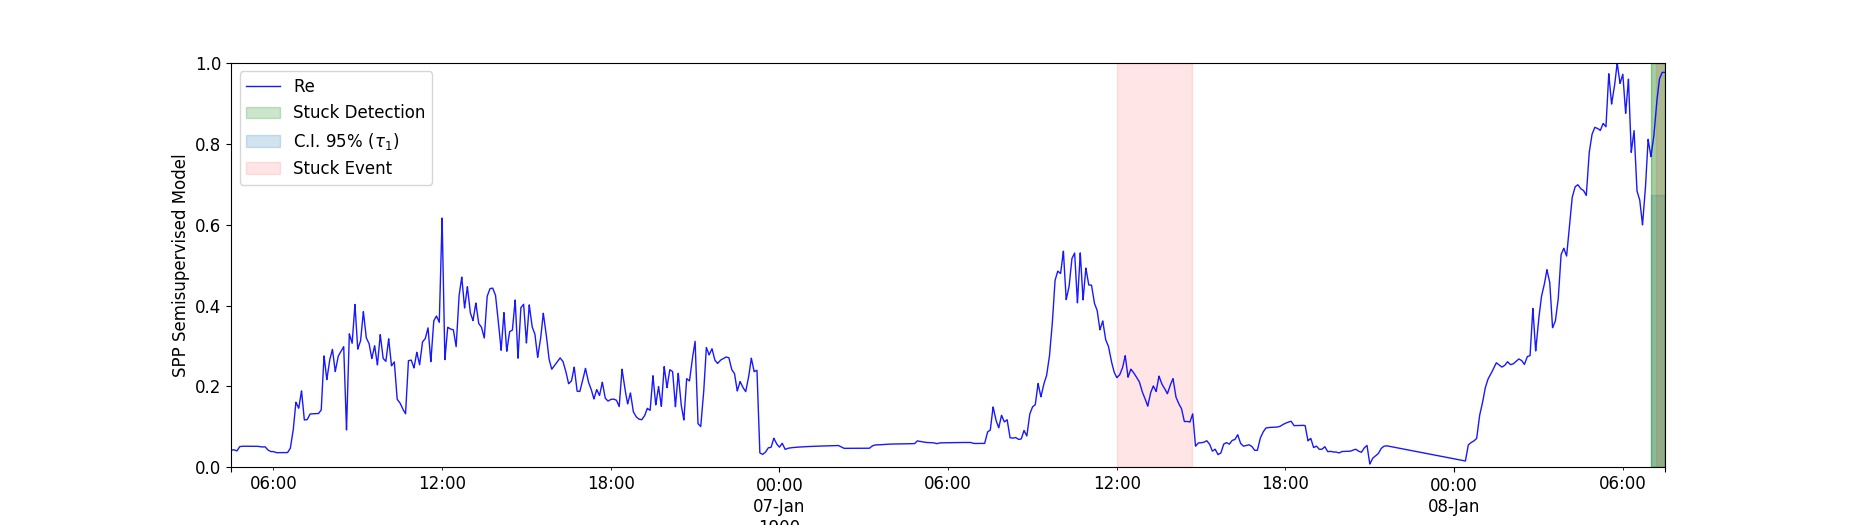 SPP Semisupervised Model
1.0
0.8
0.6
0.4
0.2
0.0
Re
Stuck Detection
C.I. 95% (τ₁)
Stuck Event
06:00 12:00 18:00 00:00 06:00 12:00 18:00 00:00 06:00
07-Jan 08-Jan
1900